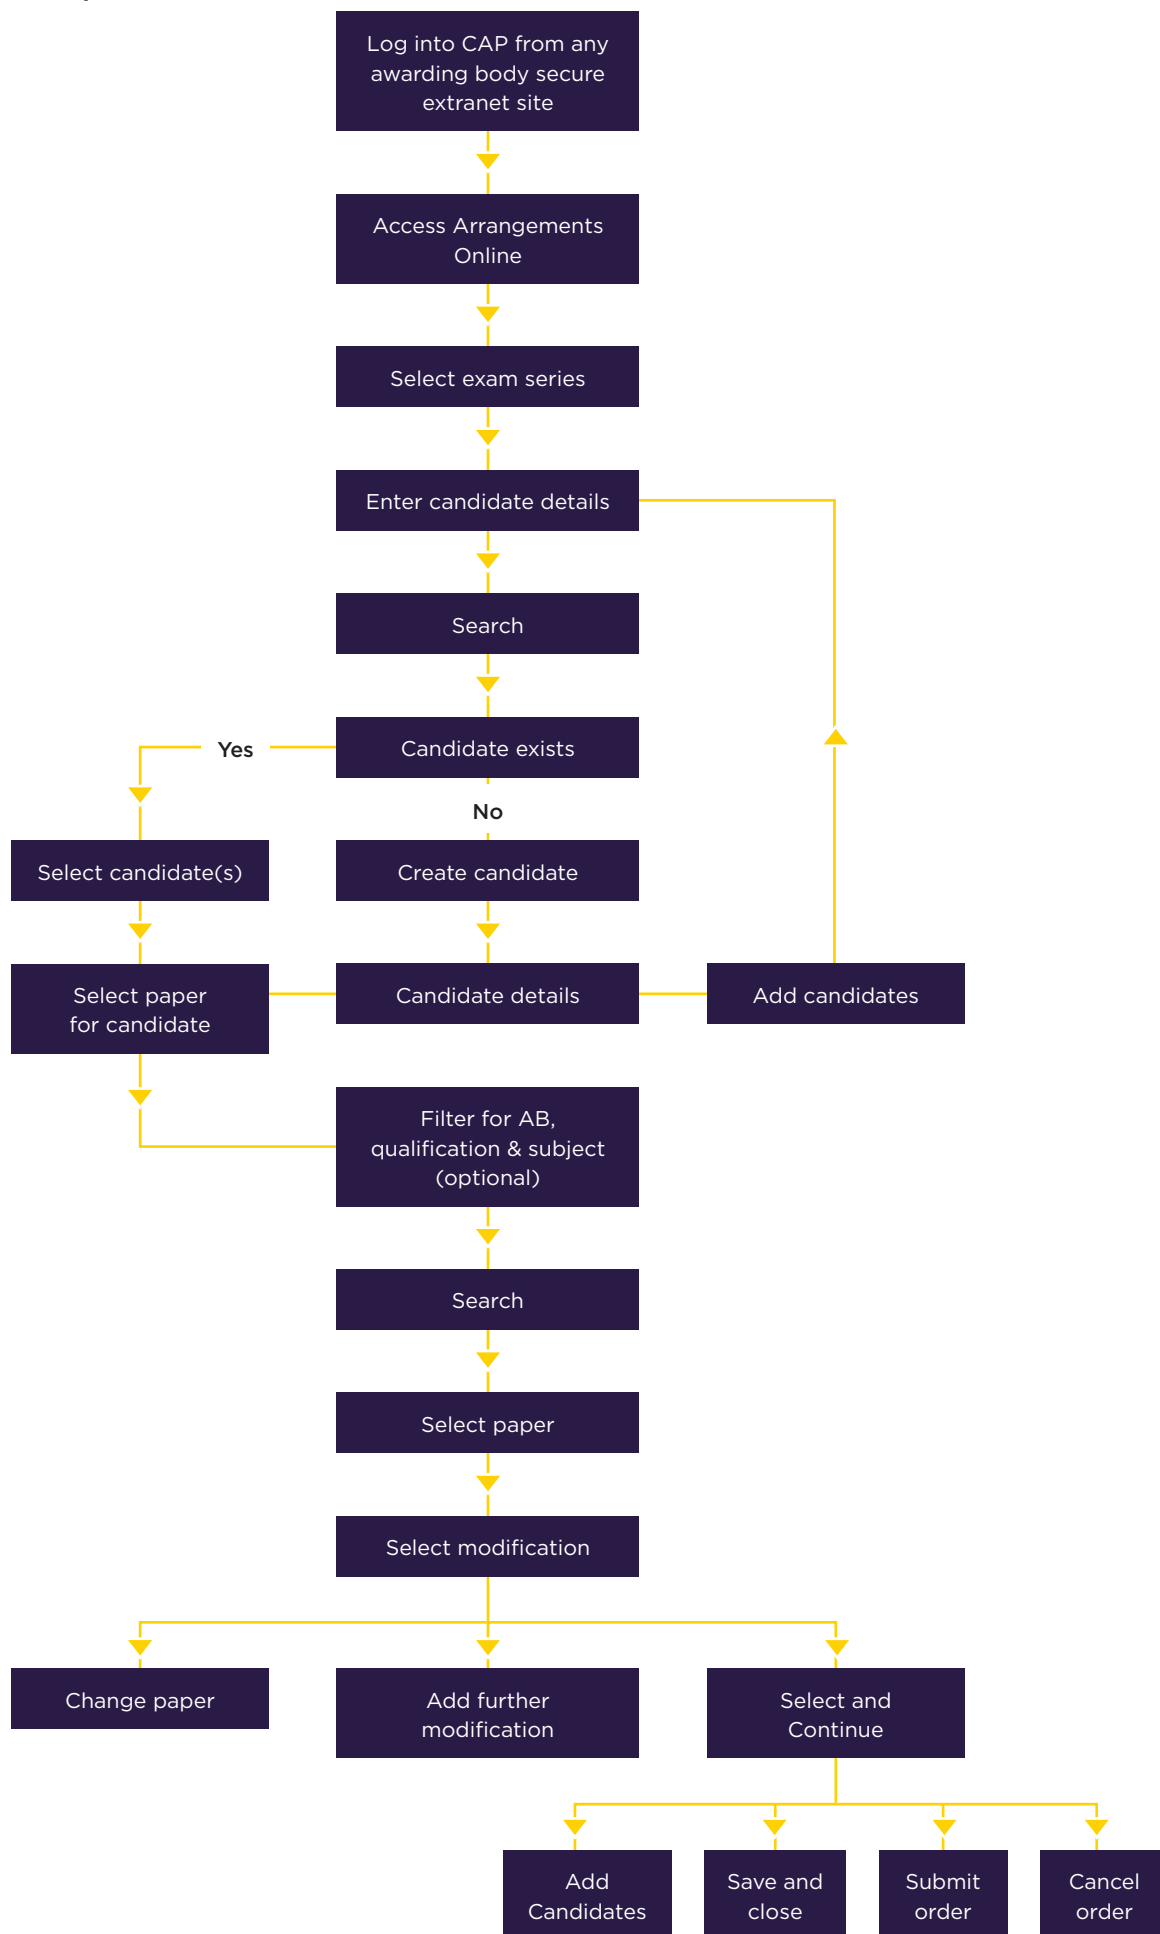 Log into CAP from any
awarding body secure
extranet site
Access Arrangements
Online
Select exam series
Enter candidate details
Search
Candidate exists
Yes
No
Select candidate(s)
Create candidate
Select paper
for candidate
Candidate details
Add candidates
Filter for AB,
qualification & subject
(optional)
Search
Select paper
Select modification
Change paper
Add further
modification
Select and
Continue
Add
Candidates
Save and
close
Submit
order
Cancel
order